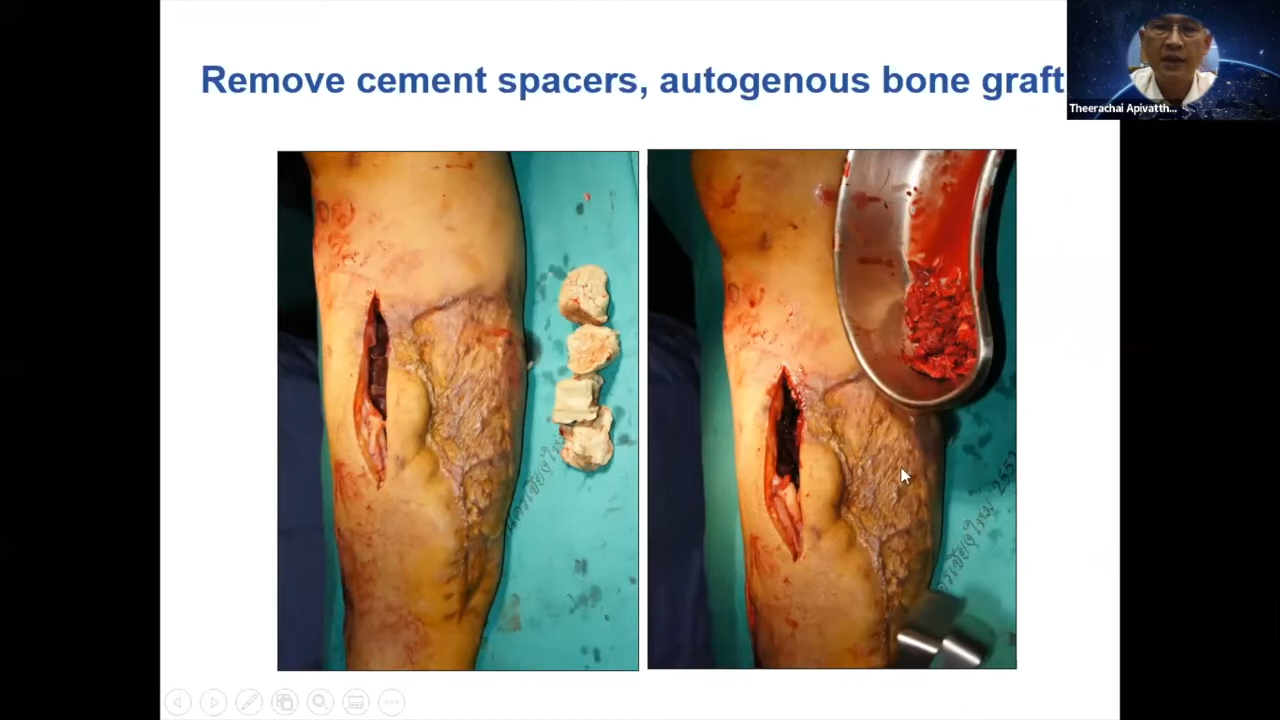 Remove cement spacers, autogenous bone graft
Theerachai Apivatth...